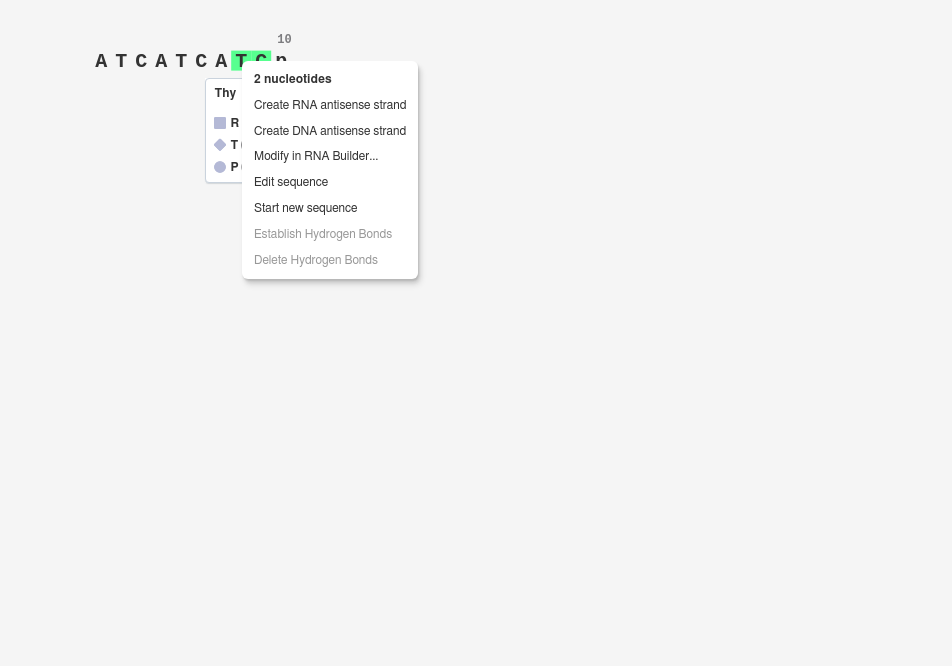 10
A T C A T C A T C p
Thy
2 nucleotides
R
Create RNA antisense strand
T
Create DNA antisense strand
P
Modify in RNA Builder...
Edit sequence
Start new sequence
Establish Hydrogen Bonds
Delete Hydrogen Bonds